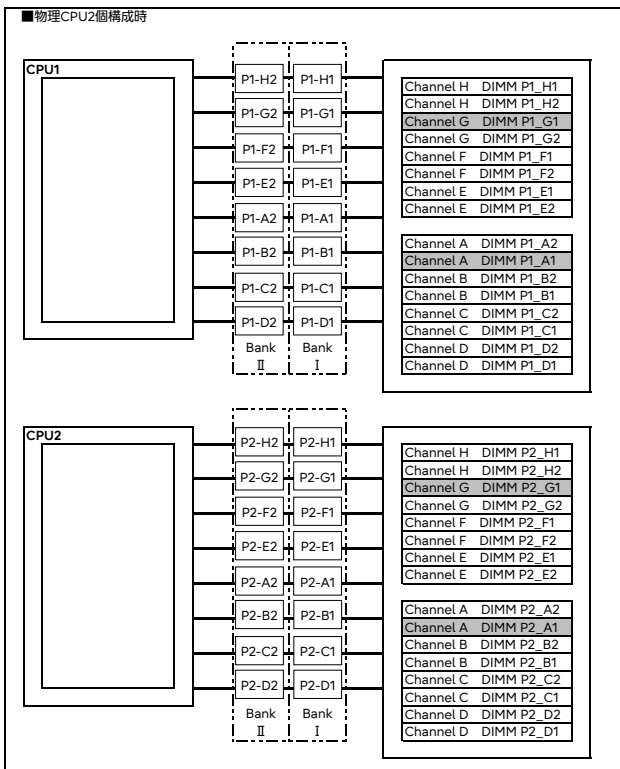 ■物理CPU2個構成時
CPU1
P1-H2 P1-H1
P1-G2 P1-G1
P1-F2 P1-F1
P1-E2 P1-E1
P1-A2 P1-A1
P1-B2 P1-B1
P1-C2 P1-C1
P1-D2 P1-D1
Bank Bank
Ⅱ Ⅰ
Channel H DIMM P1_H1
Channel H DIMM P1_H2
Channel G DIMM P1_G1
Channel G DIMM P1_G2
Channel F DIMM P1_F1
Channel F DIMM P1_F2
Channel E DIMM P1_E1
Channel E DIMM P1_E2
Channel A DIMM P1_A2
Channel A DIMM P1_A1
Channel B DIMM P1_B2
Channel B DIMM P1_B1
Channel C DIMM P1_C2
Channel C DIMM P1_C1
Channel D DIMM P1_D2
Channel D DIMM P1_D1
CPU2
P2-H2 P2-H1
P2-G2 P2-G1
P2-F2 P2-F1
P2-E2 P2-E1
P2-A2 P2-A1
P2-B2 P2-B1
P2-C2 P2-C1
P2-D2 P2-D1
Bank Bank
Ⅱ Ⅰ
Channel H DIMM P2_H1
Channel H DIMM P2_H2
Channel G DIMM P2_G1
Channel G DIMM P2_G2
Channel F DIMM P2_F1
Channel F DIMM P2_F2
Channel E DIMM P2_E1
Channel E DIMM P2_E2
Channel A DIMM P2_A2
Channel A DIMM P2_A1
Channel B DIMM P2_B2
Channel B DIMM P2_B1
Channel C DIMM P2_C2
Channel C DIMM P2_C1
Channel D DIMM P2_D2
Channel D DIMM P2_D1